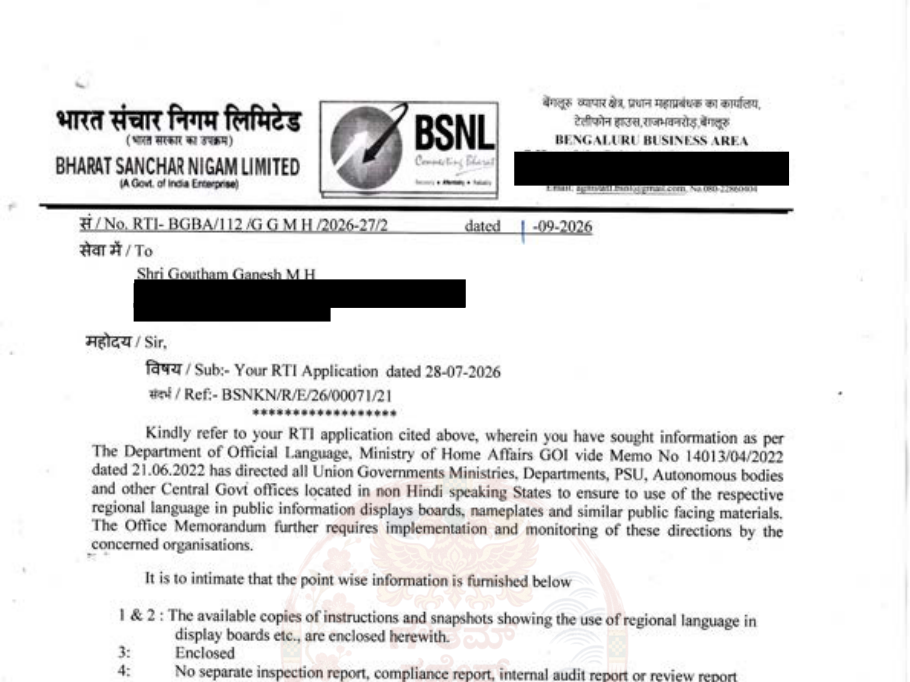 भारत संचार निगम लिमिटेड
(भारत सरकार का उपक्रम)
BHARAT SANCHAR NIGAM LIMITED
(A Govt. of India Enterprise)
BSNL
Connecting Bharat
बेंगलूरु व्यापार क्षेत्र, प्रधान महाप्रबंधक का कार्यालय,
टेलीफोन हाउस,राजभवनरोड़,बेंगलूरु
BENGALURU BUSINESS AREA
सं / No. RTI- BGBA/112 /G G M H /2026-27/2 dated -09-2026
सेवा में / To
Shri Goutham Ganesh M H
महोदय / Sir,
विषय / Sub:- Your RTI Application dated 28-07-2026
संदर्भ / Ref:- BSNKN/R/E/26/00071/21
******************
Kindly refer to your RTI application cited above, wherein you have sought information as per
The Department of Official Language, Ministry of Home Affairs GOI vide Memo No 14013/04/2022
dated 21.06.2022 has directed all Union Governments Ministries, Departments, PSU, Autonomous bodies
and other Central Govt offices located in non Hindi speaking States to ensure to use of the respective
regional language in public information displays boards, nameplates and similar public facing materials.
The Office Memorandum further requires implementation and monitoring of these directions by the
concerned organisations.
It is to intimate that the point wise information is furnished below
1 & 2 : The available copies of instructions and snapshots showing the use of regional language in
display boards etc., are enclosed herewith.
3: Enclosed
4: No separate inspection report, compliance report, internal audit report or review report